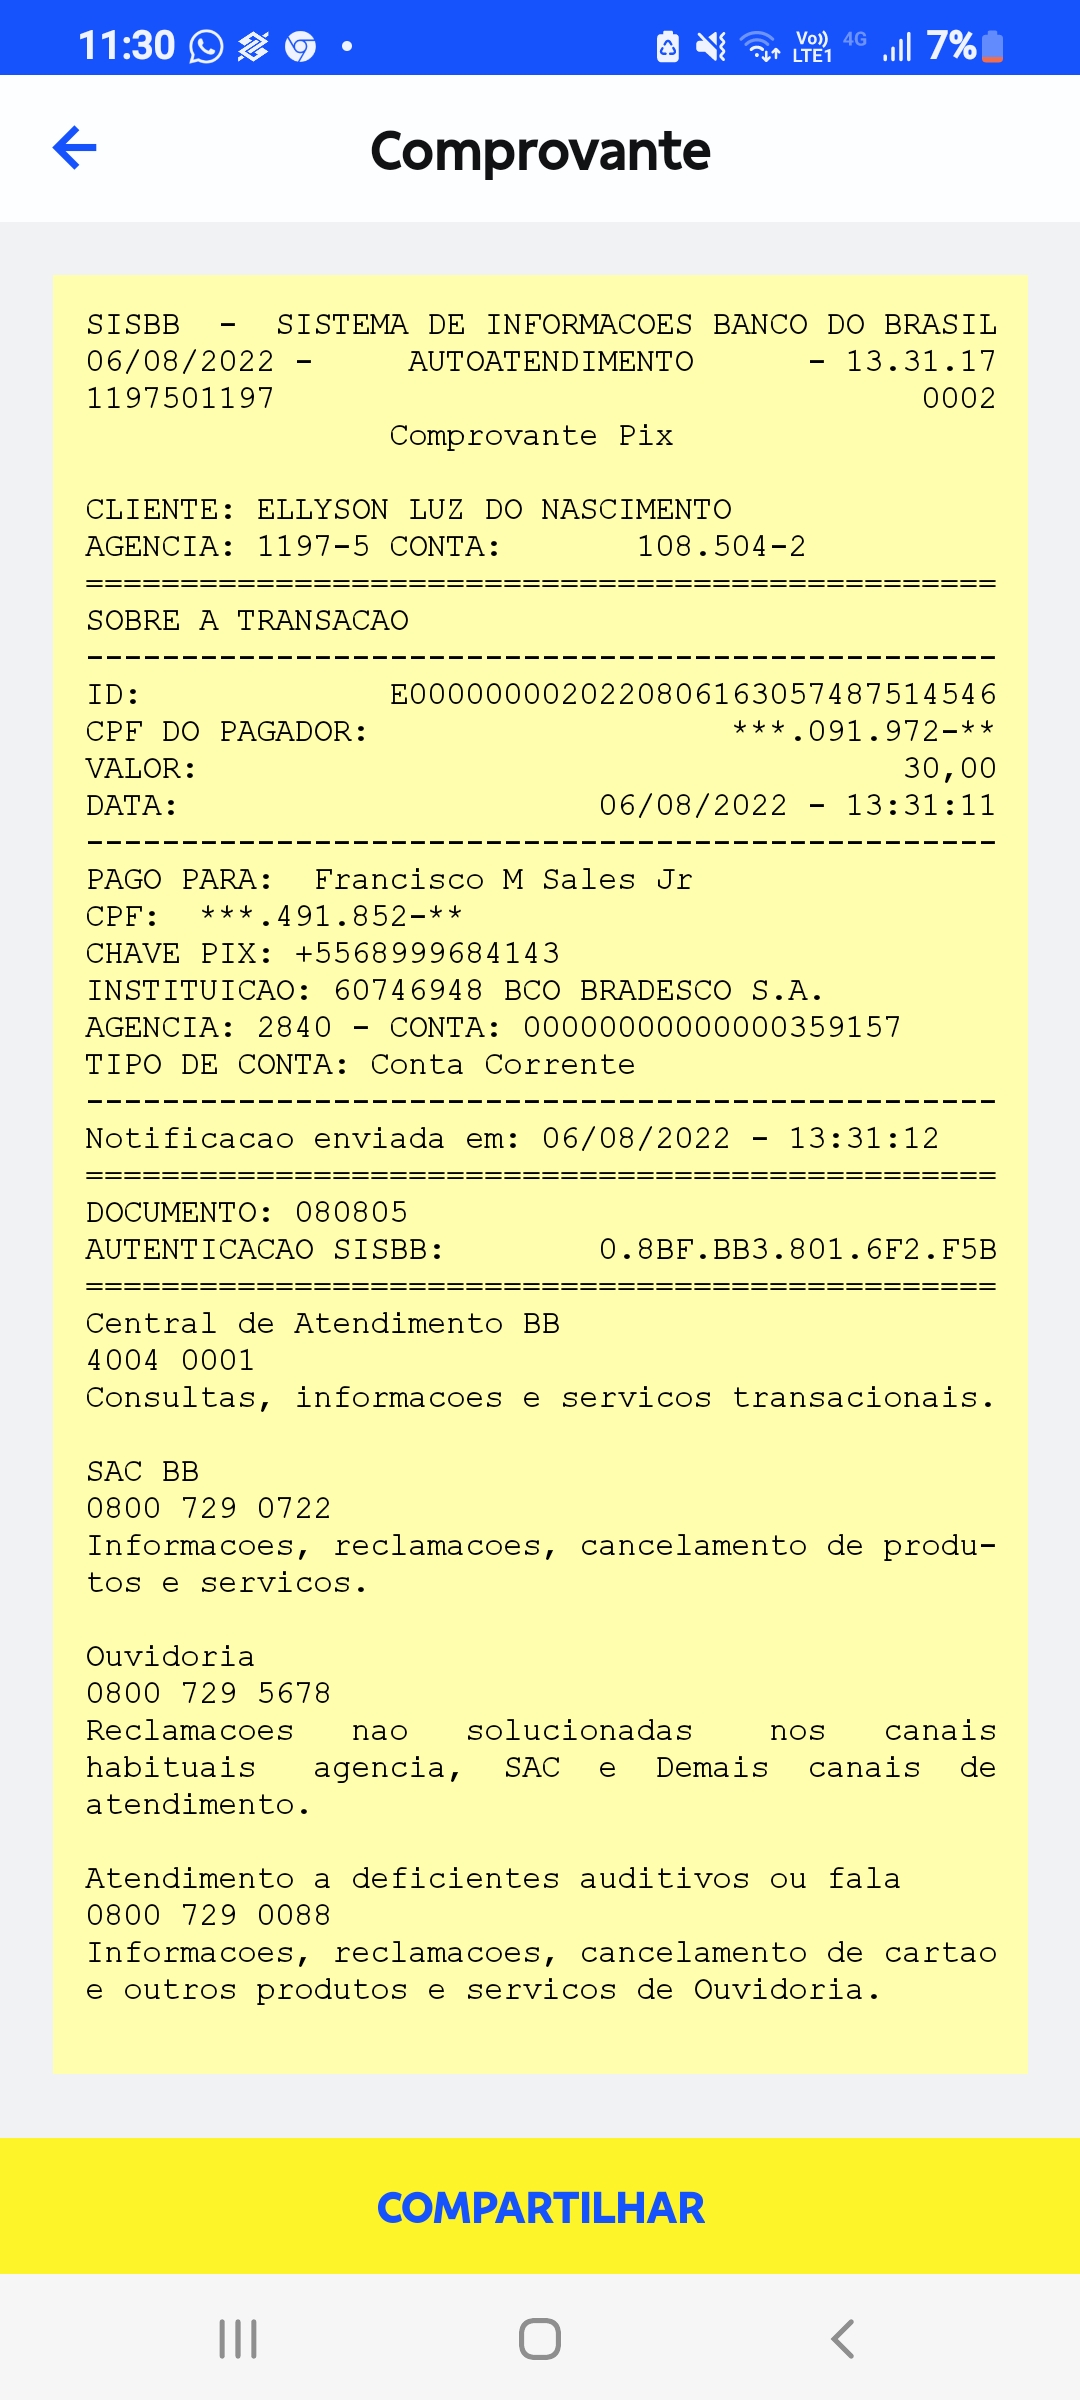 11:30
Vo)) LTE1 4G 7%
Comprovante
SISBB - SISTEMA DE INFORMACOES BANCO DO BRASIL
06/08/2022 - AUTOATENDIMENTO - 13.31.17
1197501197 0002
Comprovante Pix
CLIENTE: ELLYSON LUZ DO NASCIMENTO
AGENCIA: 1197-5 CONTA: 108.504-2
================================================
SOBRE A TRANSACAO
------------------------------------------------
ID: E0000000020220806163057487514546
CPF DO PAGADOR: ***.091.972-**
VALOR: 30,00
DATA: 06/08/2022 - 13:31:11
------------------------------------------------
PAGO PARA: Francisco M Sales Jr
CPF: ***.491.852-**
CHAVE PIX: +5568999684143
INSTITUICAO: 60746948 BCO BRADESCO S.A.
AGENCIA: 2840 - CONTA: 00000000000000359157
TIPO DE CONTA: Conta Corrente
------------------------------------------------
Notificacao enviada em: 06/08/2022 - 13:31:12
================================================
DOCUMENTO: 080805
AUTENTICACAO SISBB: 0.8BF.BB3.801.6F2.F5B
================================================
Central de Atendimento BB
4004 0001
Consultas, informacoes e servicos transacionais.
SAC BB
0800 729 0722
Informacoes, reclamacoes, cancelamento de produ-
tos e servicos.
Ouvidoria
0800 729 5678
Reclamacoes nao solucionadas nos canais
habituais agencia, SAC e Demais canais de
atendimento.
Atendimento a deficientes auditivos ou fala
0800 729 0088
Informacoes, reclamacoes, cancelamento de cartao
e outros produtos e servicos de Ouvidoria.
COMPARTILHAR